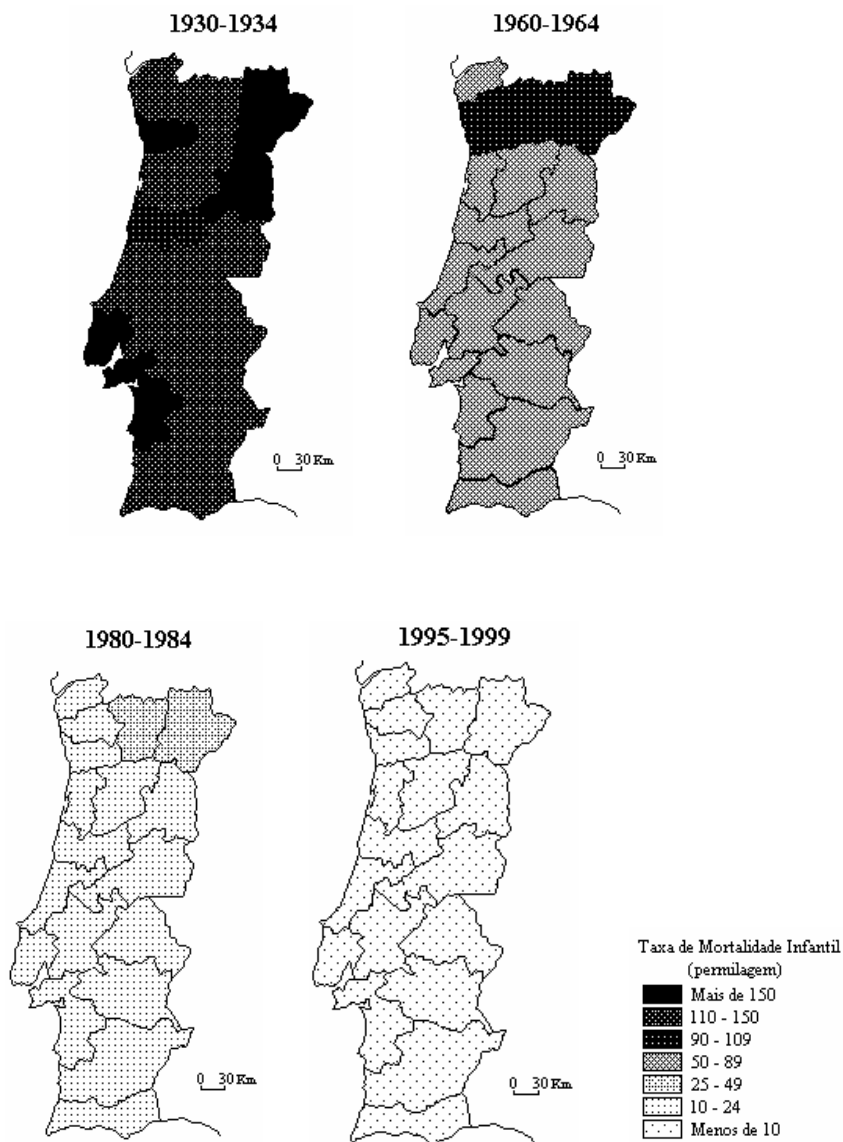 1930-1934
1960-1964
0 30 Km
0 30 Km
1980-1984
1995-1999
0 30 Km
0 30 Km
Taxa de Mortalidade Infantil
(permilagem)
Mais de 150
110 - 150
90 - 109
50 - 89
25 - 49
10 - 24
Menos de 10